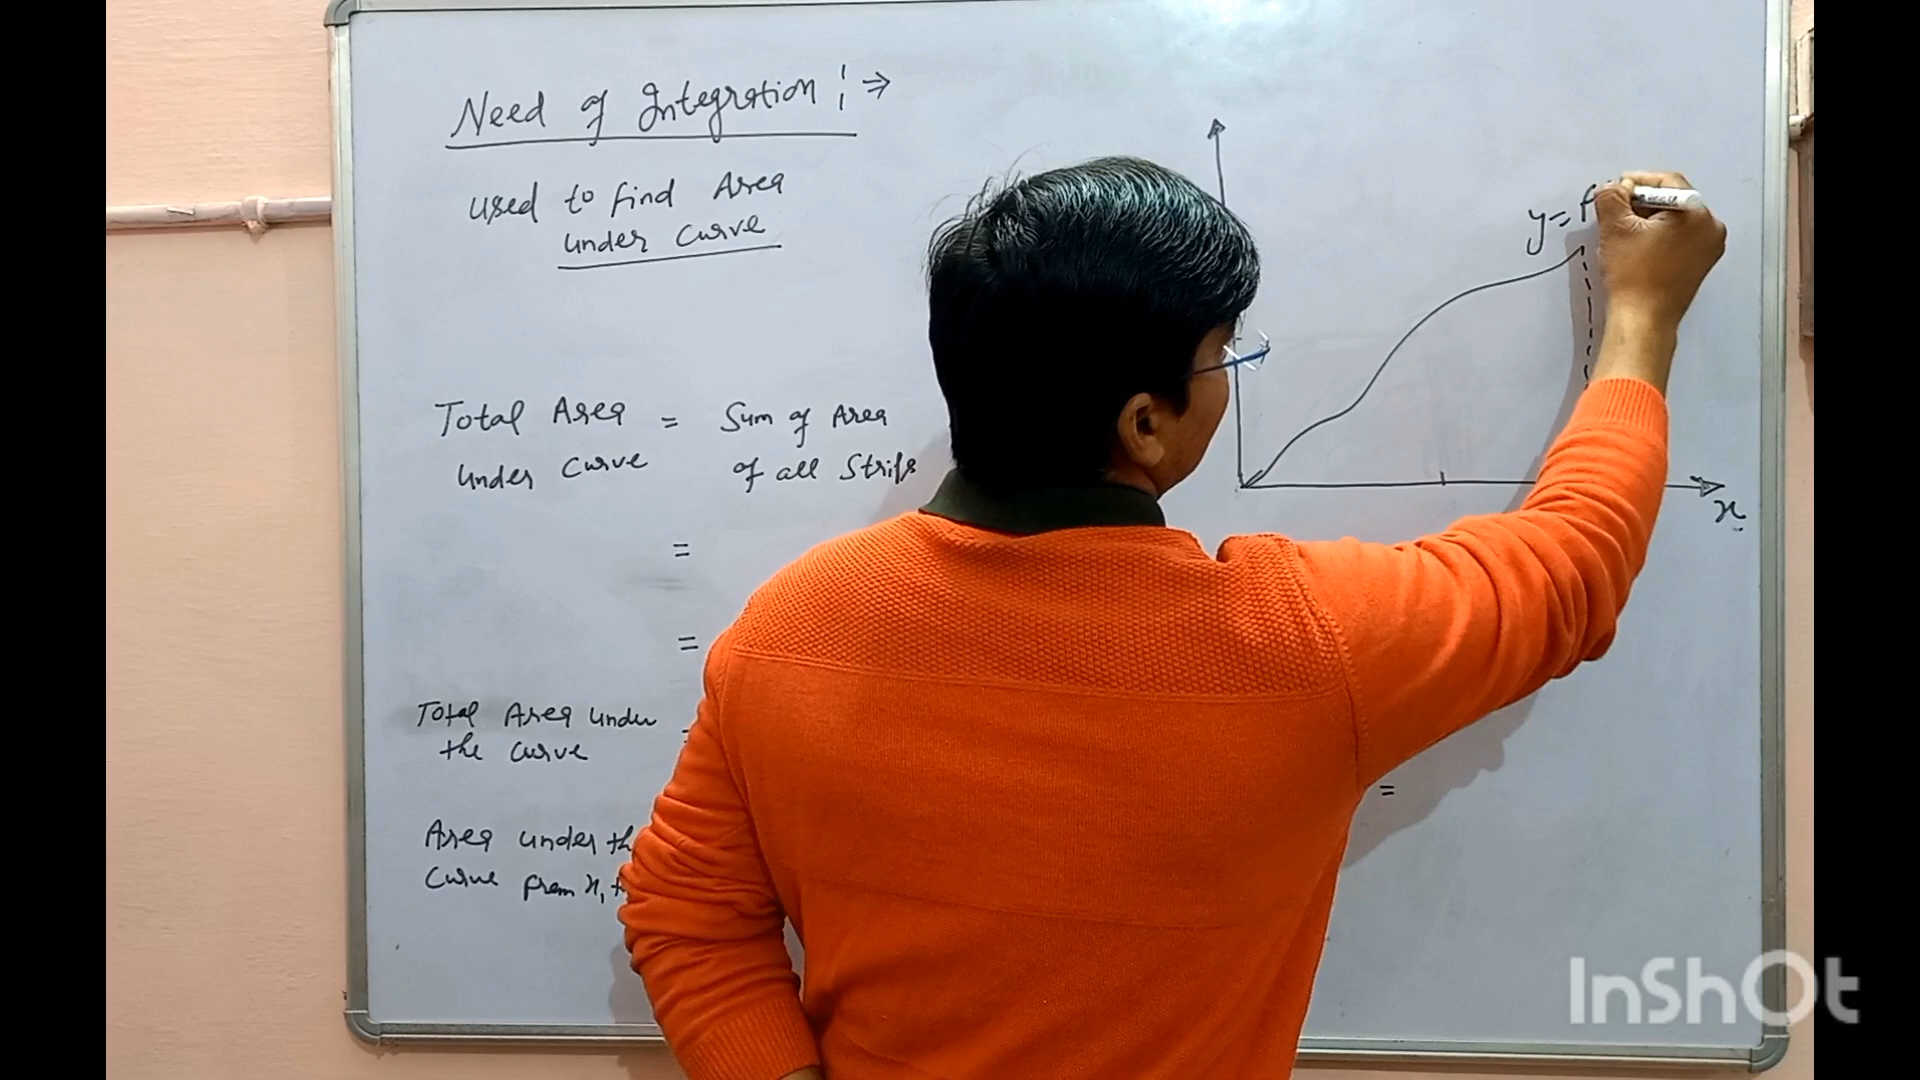 Need of Integration :⇒
used to find Area
under curve
Total Area = Sum of Area
under curve of all Strips
=
=
Total Area under
the curve
Area under th
Curve from x₁ t
y= f
x
=
InShOt